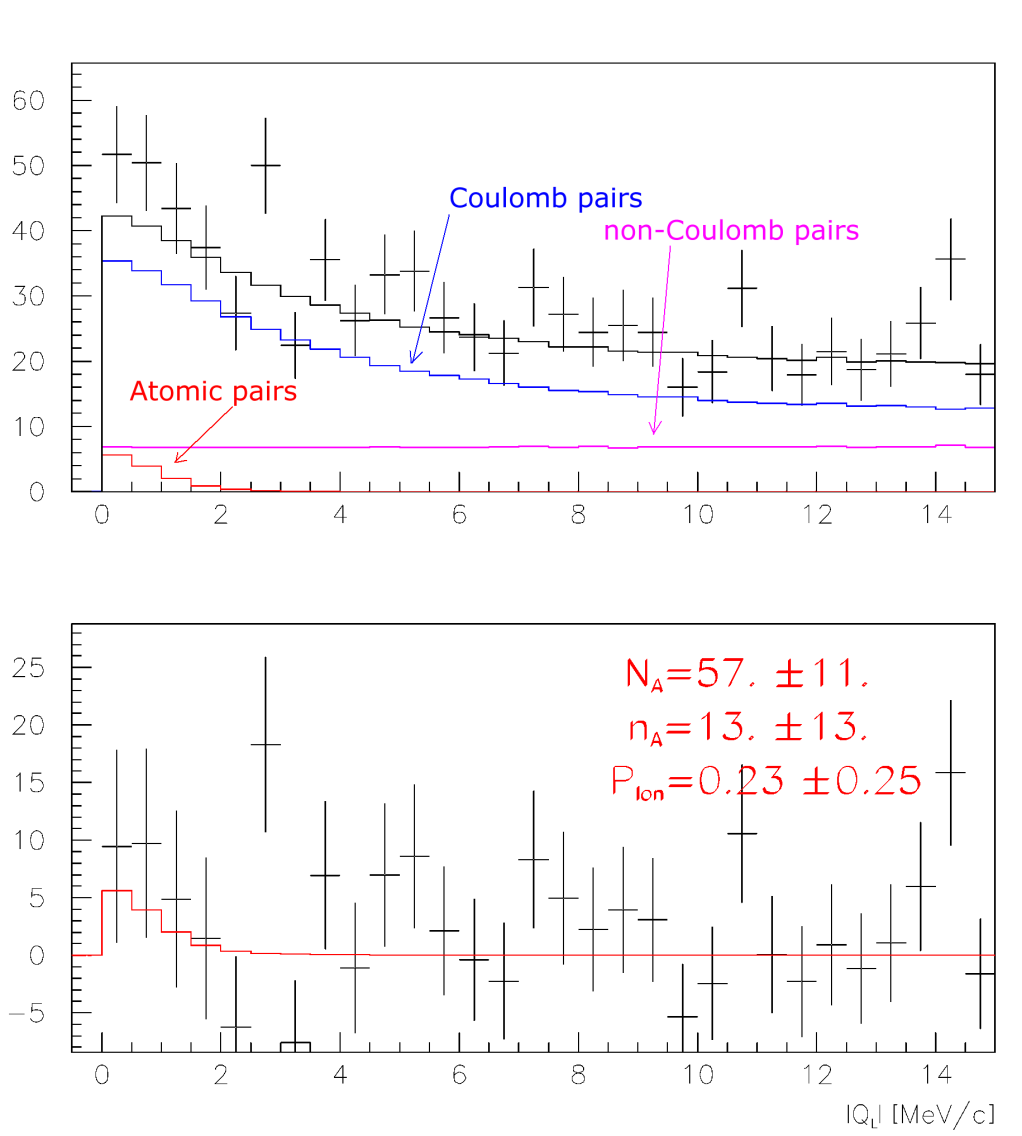 60
50
40
30
20
10
0
Coulomb pairs
non-Coulomb pairs
Atomic pairs
0 2 4 6 8 10 12 14
25
20
15
10
5
0
−5
N_A=57. ±11.
n_A=13. ±13.
P_ion=0.23 ±0.25
0 2 4 6 8 10 12 14
|Q_L| [MeV/c]